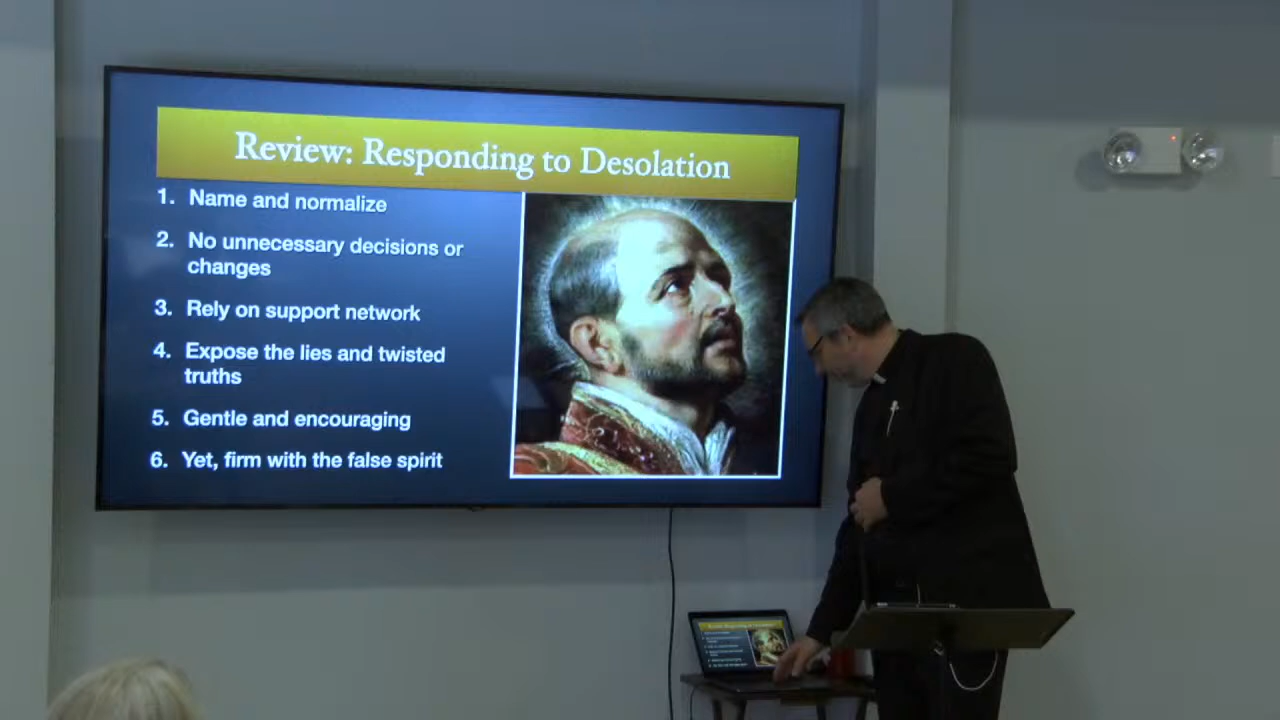 Review: Responding to Desolation
1. Name and normalize
2. No unnecessary decisions or
changes
3. Rely on support network
4. Expose the lies and twisted
truths
5. Gentle and encouraging
6. Yet, firm with the false spirit